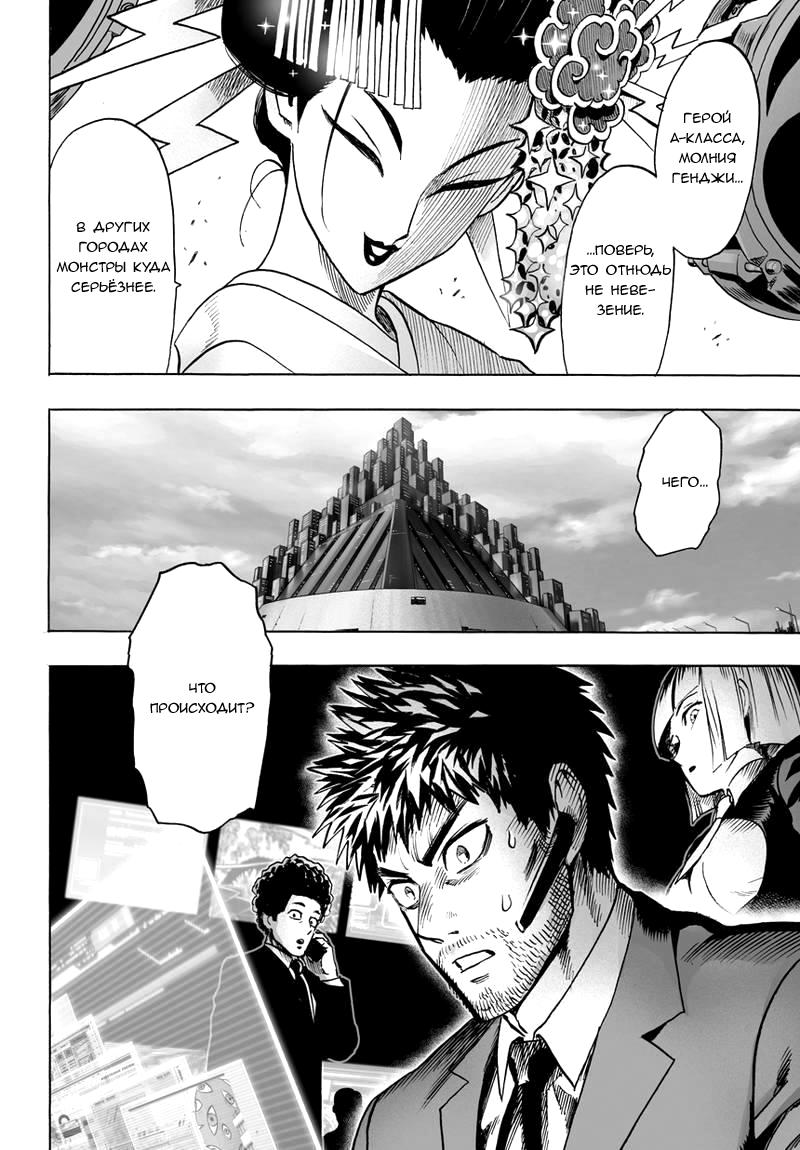 ГЕРОЙ
А-КЛАССА,
МОЛНИЯ
ГЕНДЖИ...
...ПОВЕРЬ,
ЭТО ОТНЮДЬ
НЕ НЕВЕ-
ЗЕНИЕ.
В ДРУГИХ
ГОРОДАХ
МОНСТРЫ КУДА
СЕРЬЁЗНЕЕ.
ЧЕГО...
ЧТО
ПРОИСХОДИТ?